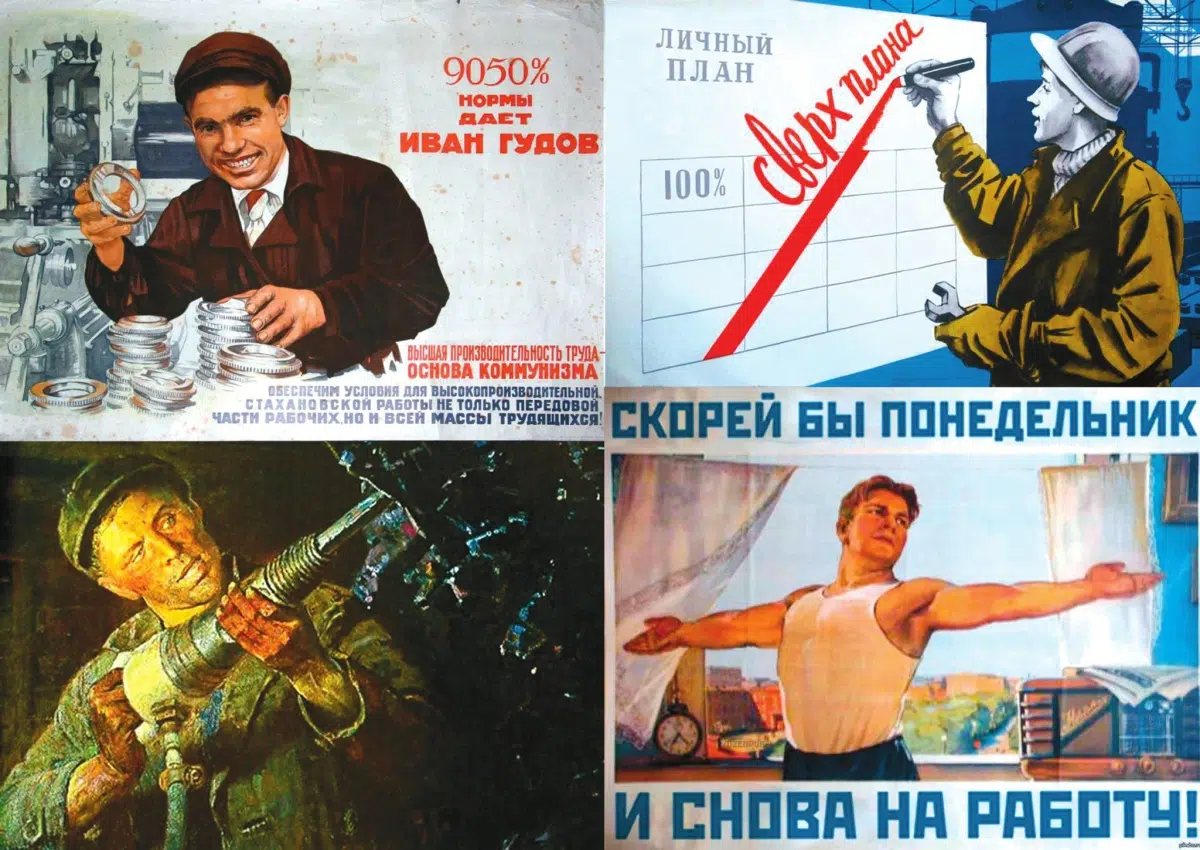 9050%
НОРМЫ
ДАЕТ
ИВАН ГУДОВ
ВЫСШАЯ ПРОИЗВОДИТЕЛЬНОСТЬ ТРУДА-
ОСНОВА КОММУНИЗМА
ОБЕСПЕЧИМ УСЛОВИЯ ДЛЯ ВЫСОКОПРОИЗВОДИТЕЛЬНОЙ,
СТАХАНОВСКОЙ РАБОТЫ НЕ ТОЛЬКО ПЕРЕДОВОЙ
ЧАСТИ РАБОЧИХ, НО И ВСЕЙ МАССЫ ТРУДЯЩИХСЯ!
ЛИЧНЫЙ
ПЛАН
сверх плана
100%
СКОРЕЙ БЫ ПОНЕДЕЛЬНИК
И СНОВА НА РАБОТУ!